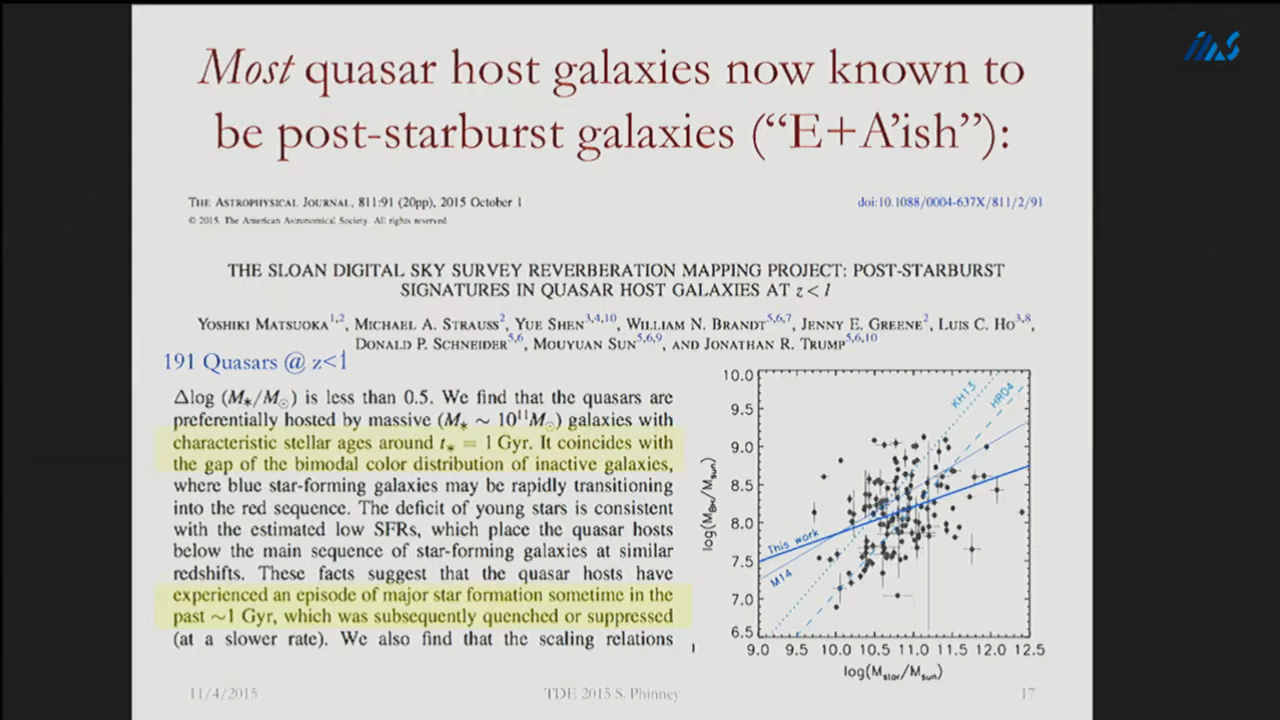 Most quasar host galaxies now known to
be post-starburst galaxies (“E+A’ish”):
THE ASTROPHYSICAL JOURNAL, 811:91 (20pp), 2015 October 1
doi:10.1088/0004-637X/811/2/91
© 2015. The American Astronomical Society. All rights reserved
THE SLOAN DIGITAL SKY SURVEY REVERBERATION MAPPING PROJECT: POST-STARBURST
SIGNATURES IN QUASAR HOST GALAXIES AT z < 1
YOSHIKI MATSUOKA1,2, MICHAEL A. STRAUSS2, YUE SHEN3,4,10, WILLIAM N. BRANDT5,6,7, JENNY E. GREENE2, LUIS C. HO3,8,
DONALD P. SCHNEIDER5,6, MOUYUAN SUN5,6,9, AND JONATHAN R. TRUMP5,6,10
191 Quasars @ z<1
Δlog (M*/M☉) is less than 0.5. We find that the quasars are
preferentially hosted by massive (M* ∼ 10^11 M☉) galaxies with
characteristic stellar ages around t* = 1 Gyr. It coincides with
the gap of the bimodal color distribution of inactive galaxies,
where blue star-forming galaxies may be rapidly transitioning
into the red sequence. The deficit of young stars is consistent
with the estimated low SFRs, which place the quasar hosts
below the main sequence of star-forming galaxies at similar
redshifts. These facts suggest that the quasar hosts have
experienced an episode of major star formation sometime in the
past ∼1 Gyr, which was subsequently quenched or suppressed
(at a slower rate). We also find that the scaling relations
10.0
9.5
9.0
8.5
8.0
7.5
7.0
6.5
log(MBH/Msun)
KH13
HR04
This work
M14
9.0 9.5 10.0 10.5 11.0 11.5 12.0 12.5
log(Mstar/Msun)
11/4/2015
TDE 2015 S. Phinney
17